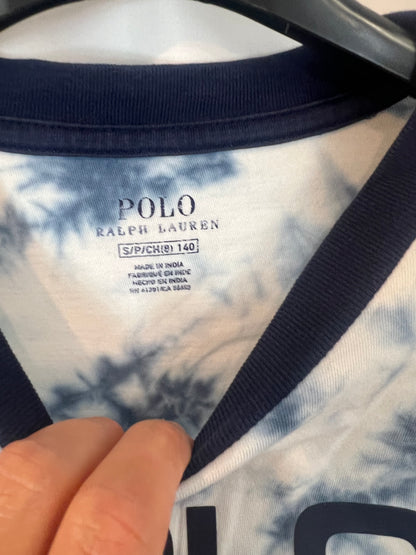 POLO
RALPH LAUREN
S/P/CH(8) 140
MADE IN INDIA
FABRIQUÉ EN INDE
HECHO EN INDIA